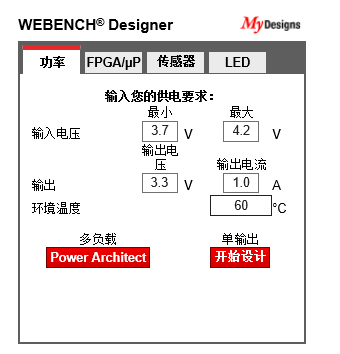 WEBENCH® Designer MyDesigns
功率 FPGA/µP 传感器 LED
输入您的供电要求：
最小 最大
输入电压 3.7 V 4.2 V
输出电压 输出电流
输出 3.3 V 1.0 A
环境温度 60 °C
多负载 单输出
Power Architect 开始设计